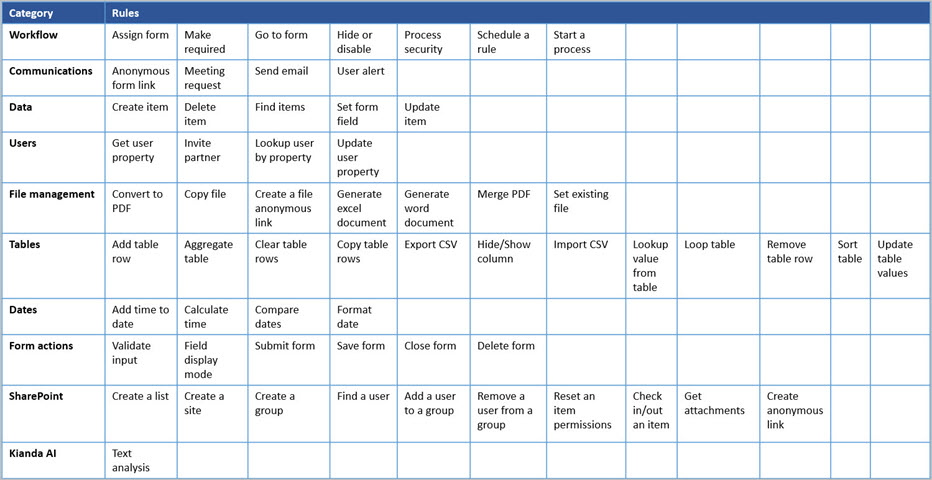 Category Rules
Workflow Assign form Make required Go to form Hide or disable Process security Schedule a rule Start a process
Communications Anonymous form link Meeting request Send email User alert
Data Create item Delete item Find items Set form field Update item
Users Get user property Invite partner Lookup user by property Update user property
File management Convert to PDF Copy file Create a file anonymous link Generate excel document Generate word document Merge PDF Set existing file
Tables Add table row Aggregate table Clear table rows Copy table rows Export CSV Hide/Show column Import CSV Lookup value from table Loop table Remove table row Sort table Update table values
Dates Add time to date Calculate time Compare dates Format date
Form actions Validate input Field display mode Submit form Save form Close form Delete form
SharePoint Create a list Create a site Create a group Find a user Add a user to a group Remove a user from a group Reset an item permissions Check in/out an item Get attachments Create anonymous link
Kianda AI Text analysis